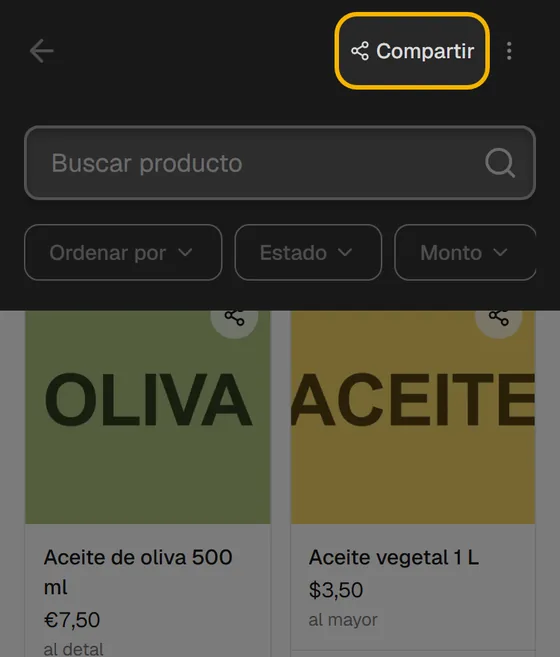 Compartir
Buscar producto
Ordenar por
Estado
Monto
OLIVA
ACEITE
Aceite de oliva 500
ml
€7,50
al detal
Aceite vegetal 1 L
$3,50
al mayor